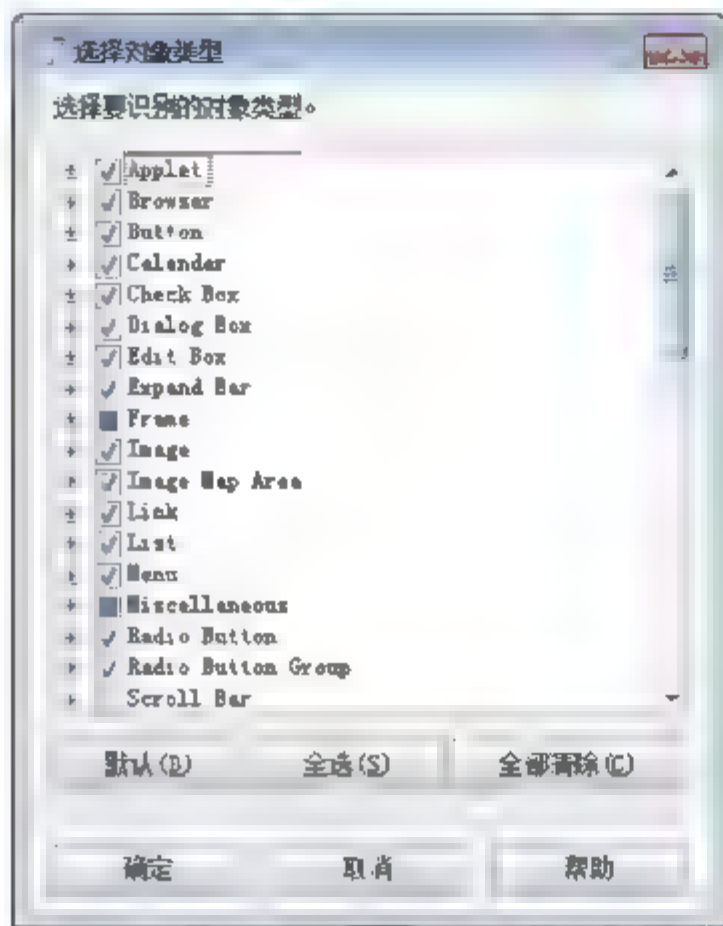 选择对象类型
选择要识别的对象类型。
Applet
Browser
Button
Calendar
Check Box
Dialog Box
Edit Box
Expand Bar
Frame
Image
Image Map Area
Link
List
Menu
Miscellaneous
Radio Button
Radio Button Group
Scroll Bar
默认(D) 全选(S) 全部清除(C)
确定 取消 帮助